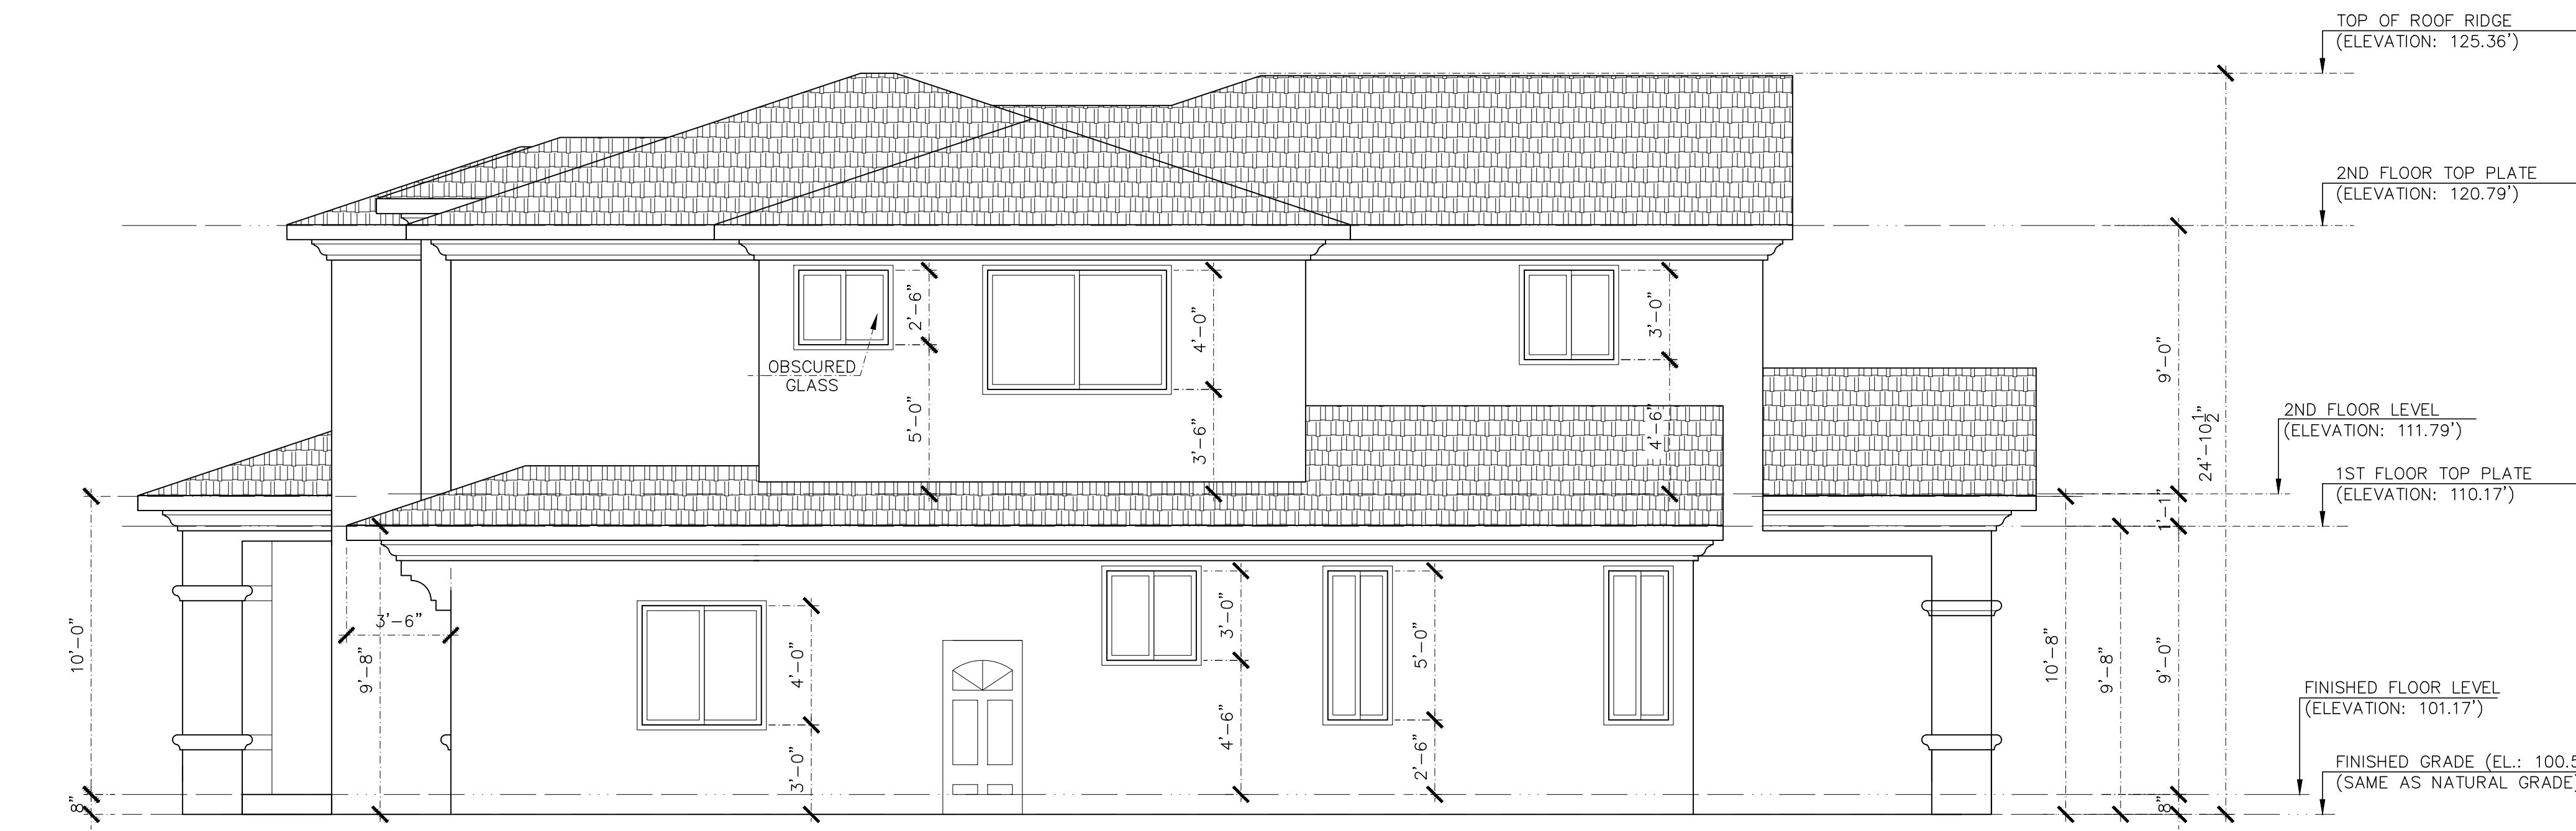 TOP OF ROOF RIDGE
(ELEVATION: 125.36')
2ND FLOOR TOP PLATE
(ELEVATION: 120.79')
2'-6"
4'-0"
3'-0"
OBSCURED
GLASS
5'-0"
3'-6"
4'-6"
9'-0"
24'-10 1/2"
2ND FLOOR LEVEL
(ELEVATION: 111.79')
1ST FLOOR TOP PLATE
(ELEVATION: 110.17')
1'-1"
10'-0"
3'-6"
9'-8"
4'-0"
3'-0"
3'-0"
4'-6"
5'-0"
2'-6"
10'-8"
9'-8"
9'-0"
FINISHED FLOOR LEVEL
(ELEVATION: 101.17')
FINISHED GRADE (EL.: 100.5
(SAME AS NATURAL GRADE)
8"
8"